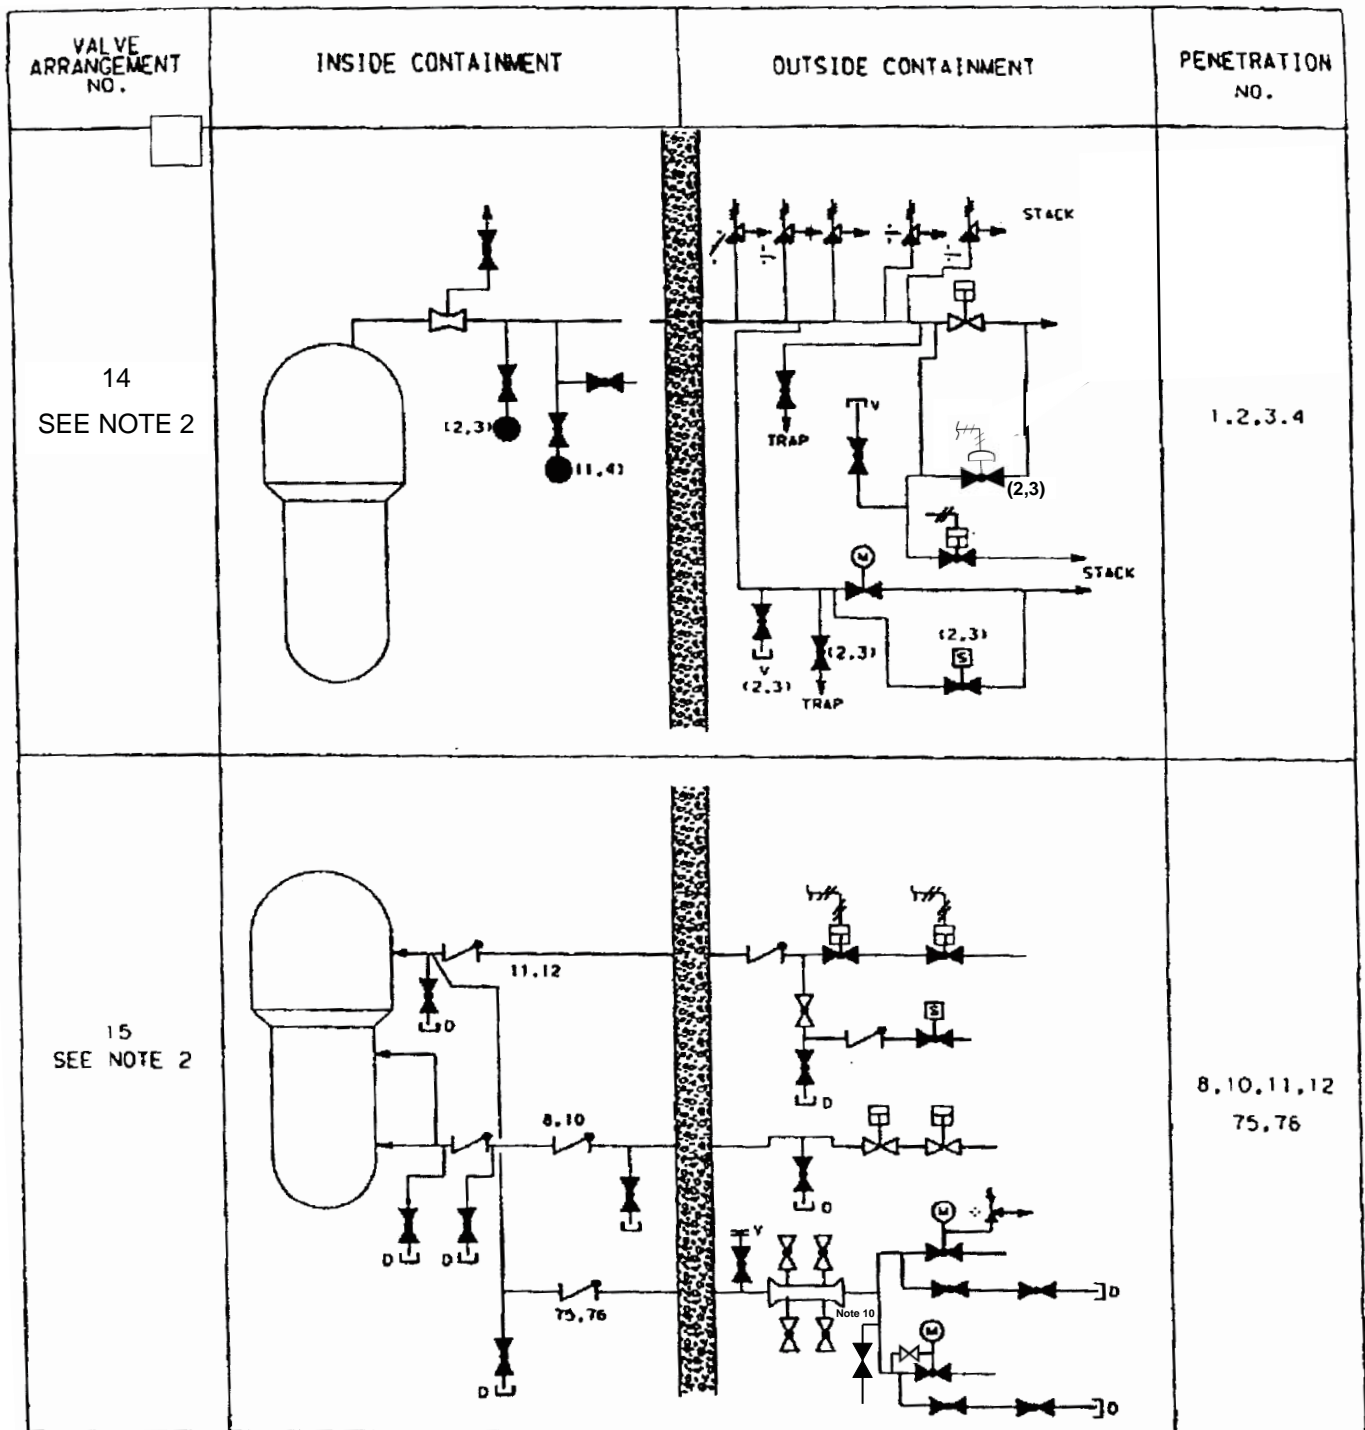 VALVE
ARRANGEMENT
NO.
INSIDE CONTAINMENT
OUTSIDE CONTAINMENT
PENETRATION
NO.
14
SEE NOTE 2
(2,3)
(1,4)
STACK
TRAP
V
(2,3)
STACK
M
(2,3)
S
(2,3)
V
(2,3)
TRAP
1.2.3.4
15
SEE NOTE 2
11.12
D
8.10
D
D
75.76
D
S
D
D
V
M
D
Note 10
M
D
8.10.11.12
75.76